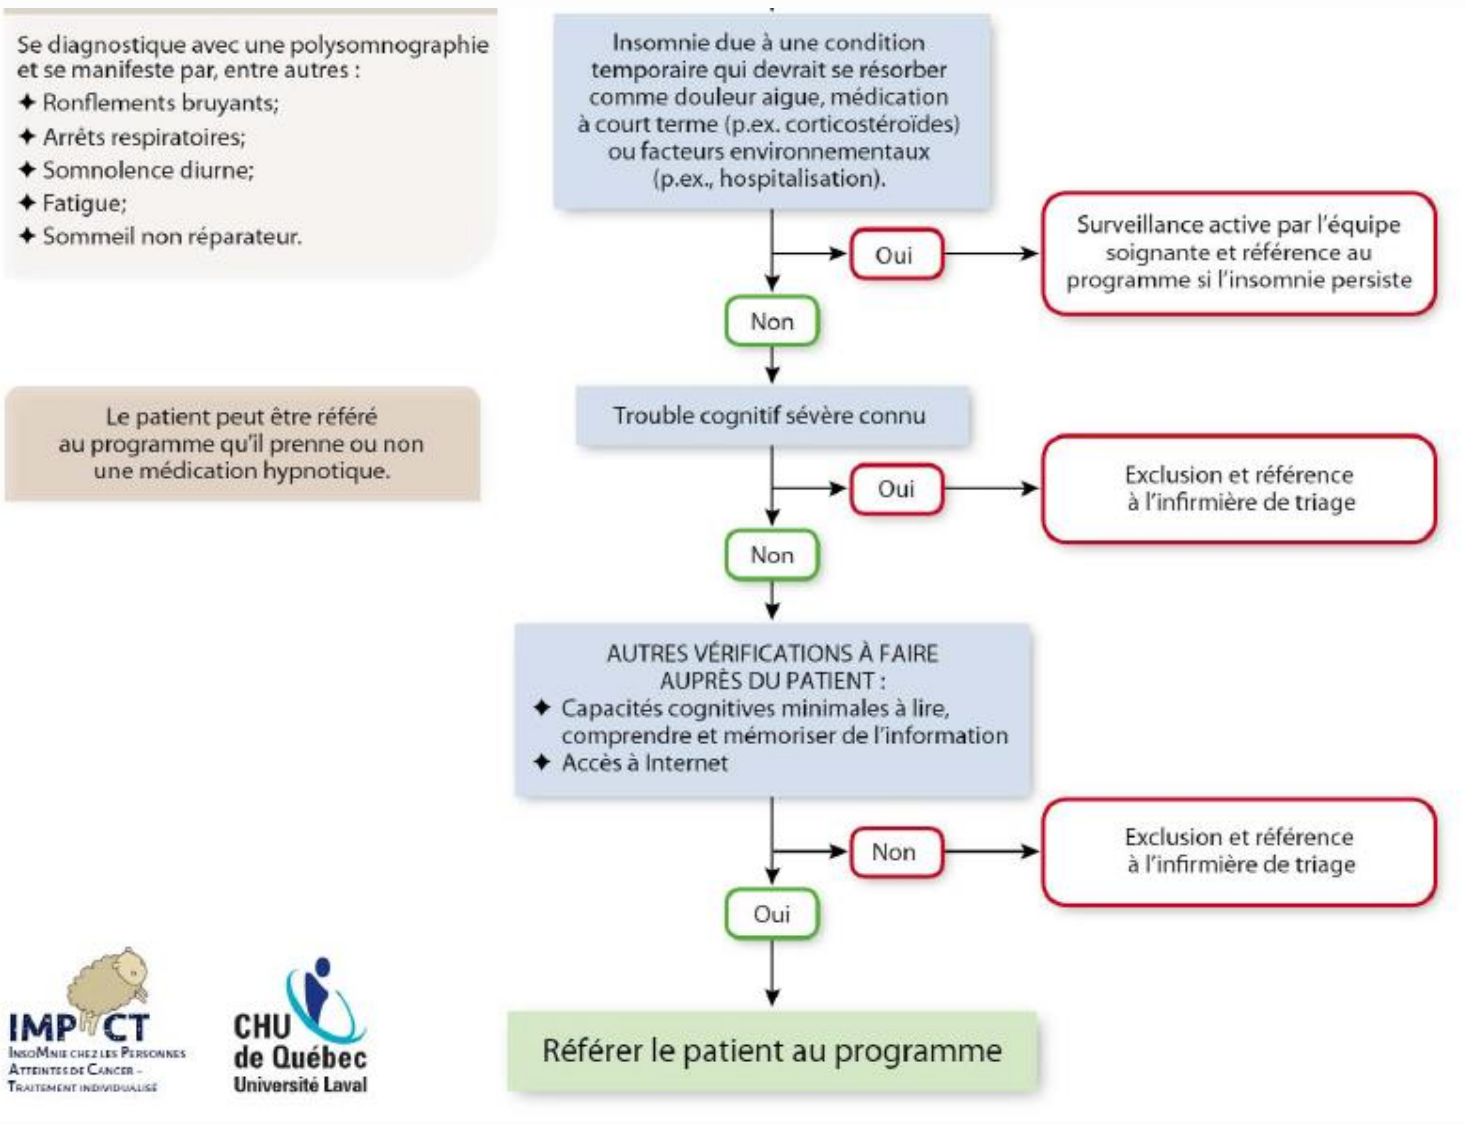 Se diagnostique avec une polysomnographie
et se manifeste par, entre autres :
✦ Ronflements bruyants;
✦ Arrêts respiratoires;
✦ Somnolence diurne;
✦ Fatigue;
✦ Sommeil non réparateur.
Insomnie due à une condition
temporaire qui devrait se résorber
comme douleur aigue, médication
à court terme (p.ex. corticostéroïdes)
ou facteurs environnementaux
(p.ex., hospitalisation).
Oui
Surveillance active par l'équipe
soignante et référence au
programme si l'insomnie persiste
Non
Le patient peut être référé
au programme qu'il prenne ou non
une médication hypnotique.
Trouble cognitif sévère connu
Oui
Exclusion et référence
à l'infirmière de triage
Non
AUTRES VÉRIFICATIONS À FAIRE
AUPRÈS DU PATIENT :
✦ Capacités cognitives minimales à lire,
comprendre et mémoriser de l'information
✦ Accès à Internet
Non
Exclusion et référence
à l'infirmière de triage
Oui
Référer le patient au programme
IMPACT
InsoMnie chez les Personnes
Atteintes de Cancer –
Traitement individualisé
CHU
de Québec
Université Laval